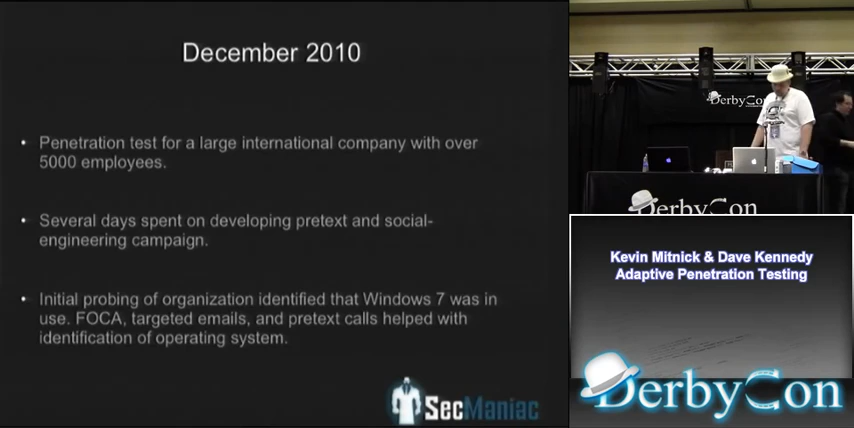 December 2010
• Penetration test for a large international company with over
5000 employees.
• Several days spent on developing pretext and social-
engineering campaign.
• Initial probing of organization identified that Windows 7 was in
use. FOCA, targeted emails, and pretext calls helped with
identification of operating system.
SecManiac
DerbyCon
DerbyCon
Kevin Mitnick & Dave Kennedy
Adaptive Penetration Testing
DerbyCon